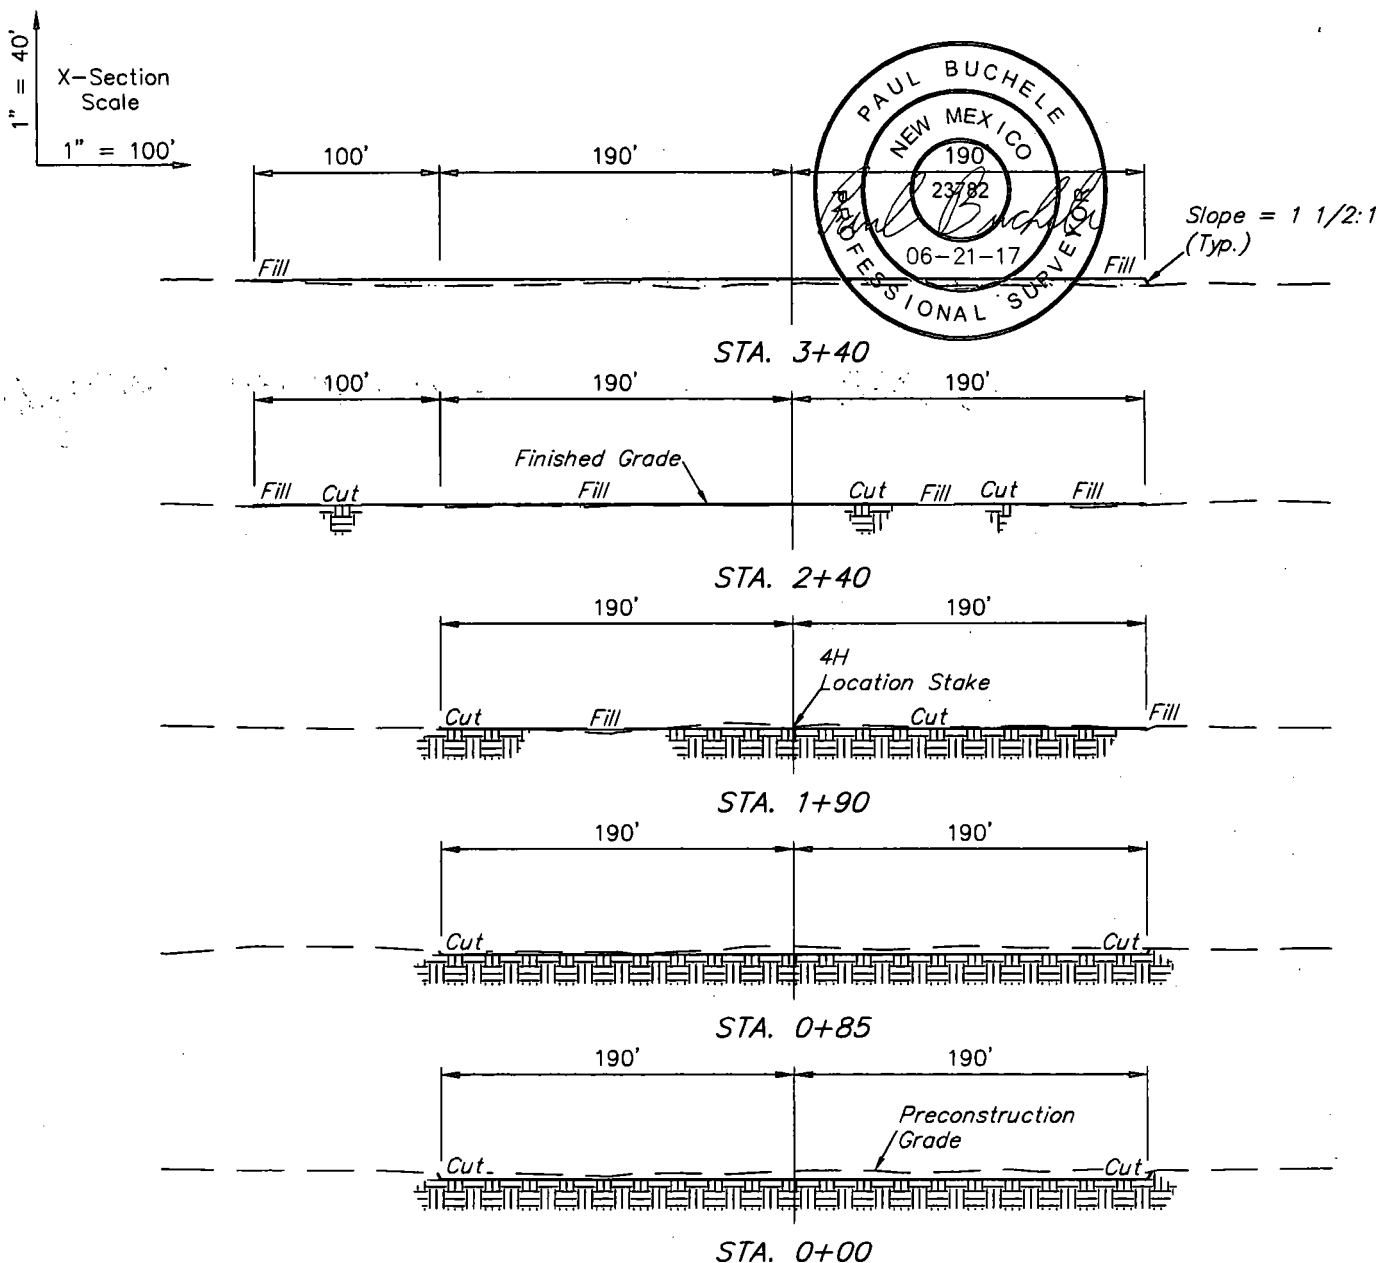 1" = 40'
X-Section
Scale
1" = 100'
100'
190'
190'
PAUL BUCHELE
NEW MEXICO
23782
Paul Buchele
06-21-17
PROFESSIONAL SURVEYOR
Slope = 1 1/2:1
(Typ.)
Fill
Fill
STA. 3+40
100'
190'
190'
Finished Grade
Fill
Cut
Fill
Cut
Fill
Cut
Fill
STA. 2+40
190'
190'
4H
Location Stake
Cut
Fill
Cut
Fill
STA. 1+90
190'
190'
Cut
Cut
STA. 0+85
190'
190'
Preconstruction
Grade
Cut
Cut
STA. 0+00